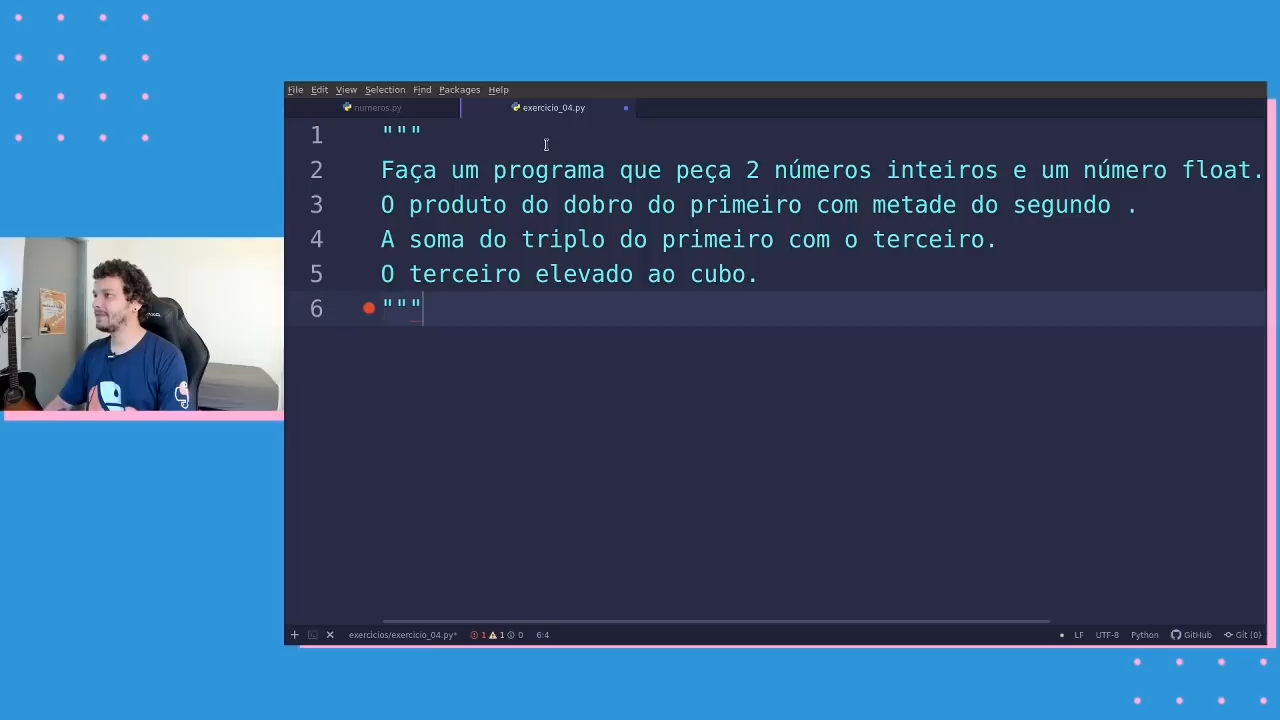 File Edit View Selection Find Packages Help
numeros.py exercicio_04.py
1 """
2 Faça um programa que peça 2 números inteiros e um número float.
3 O produto do dobro do primeiro com metade do segundo .
4 A soma do triplo do primeiro com o terceiro.
5 O terceiro elevado ao cubo.
6 """
exercicios/exercicio_04.py* 1 1 0 6:4 LF UTF-8 Python GitHub Git (0)